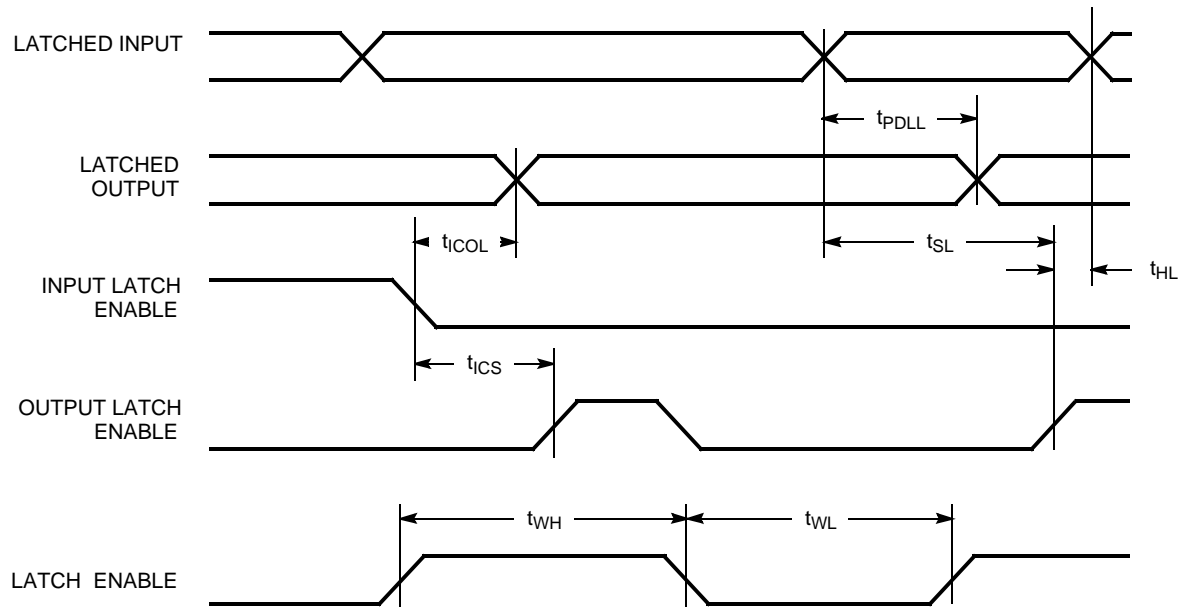 LATCHED INPUT
tPDLL
LATCHED
OUTPUT
tICOL
tSL
tHL
INPUT LATCH
ENABLE
tICS
OUTPUT LATCH
ENABLE
tWH
tWL
LATCH ENABLE